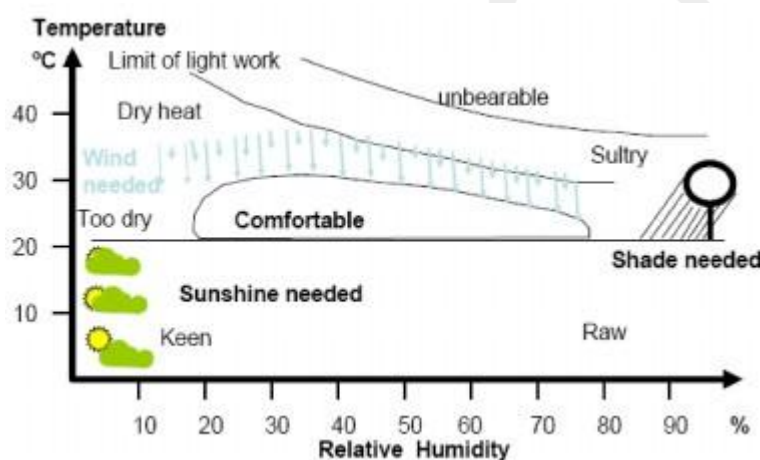 Temperature
ºC
Limit of light work
unbearable
40
Dry heat
Sultry
Wind
needed
30
Too dry
Comfortable
20
Shade needed
Sunshine needed
10
Keen
Raw
10 20 30 40 50 60 70 80 90 %
Relative Humidity